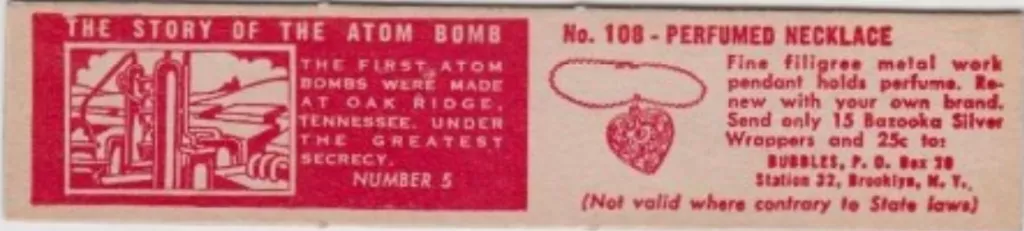 THE STORY OF THE ATOM BOMB
THE FIRST ATOM
BOMBS WERE MADE
AT OAK RIDGE,
TENNESSEE. UNDER
THE GREATEST
SECRECY.
NUMBER 5
No. 108 - PERFUMED NECKLACE
Fine filigree metal work
pendant holds perfume. Re-
new with your own brand.
Send only 15 Bazooka Silver
Wrappers and 25c to:
BUBBLES, P. O. Box 20
Station 32, Brooklyn, N. Y.,
(Not valid where contrary to State laws)